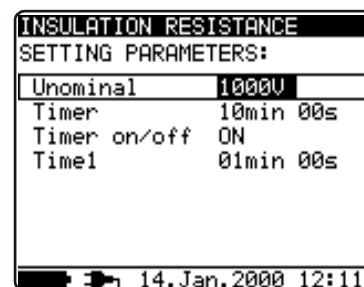 INSULATION RESISTANCE
SETTING PARAMETERS:
Unominal 1000V
Timer 10min 00s
Timer on/off ON
Time1 01min 00s
14.Jan.2000 12:11